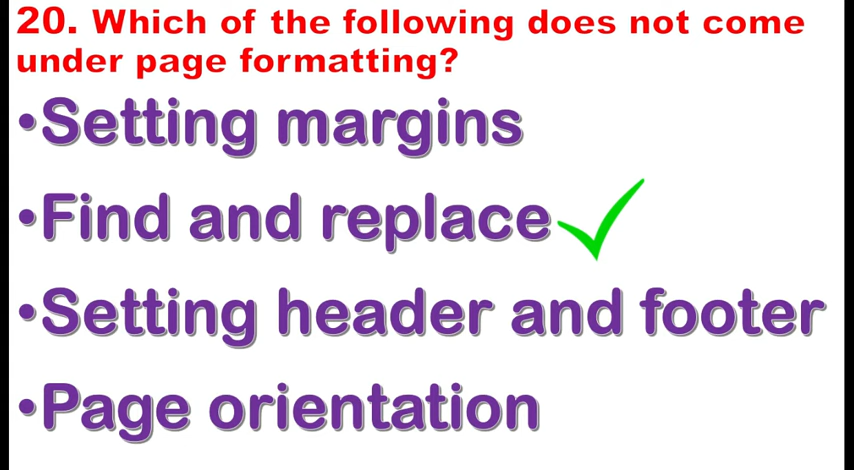 20. Which of the following does not come
under page formatting?
•Setting margins
•Find and replace
•Setting header and footer
•Page orientation